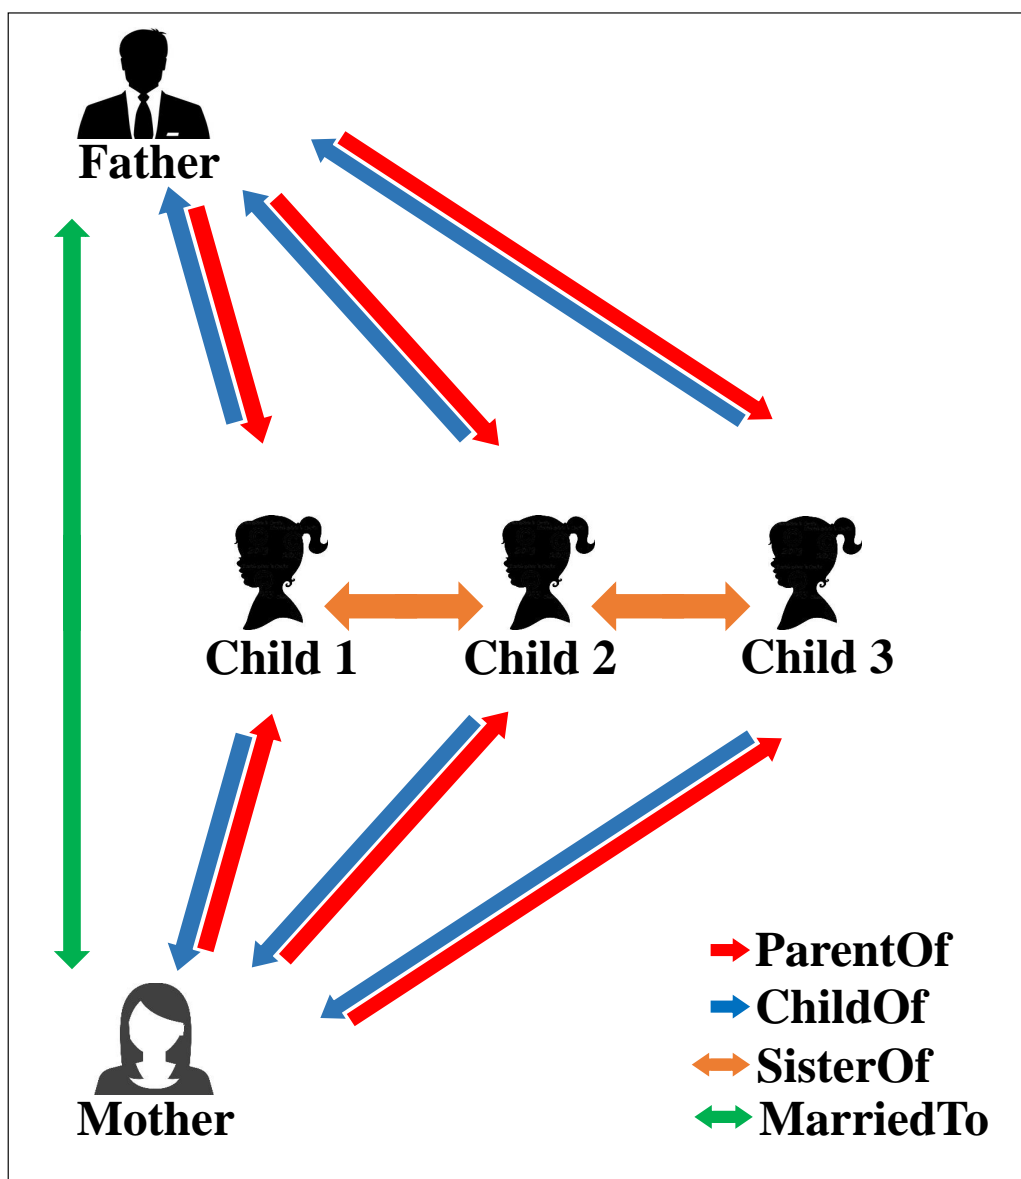 Father
Child 1
Child 2
Child 3
ParentOf
ChildOf
SisterOf
MarriedTo
Mother